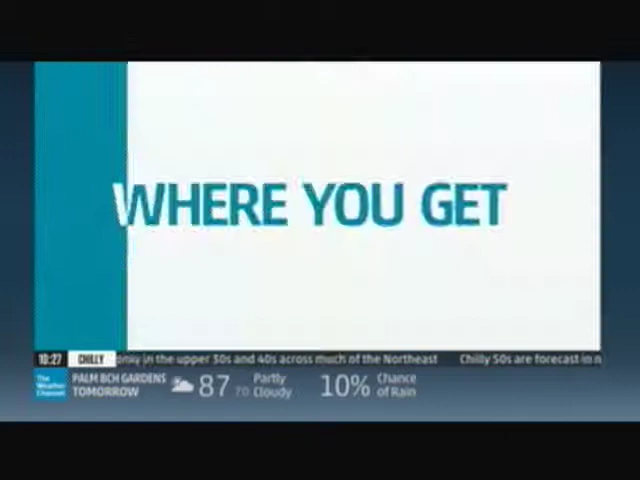 WHERE YOU GET
10:27 CHILLY only in the upper 30s and 40s across much of the Northeast Chilly 50s are forecast in n
The Weather Channel
PALM BCH GARDENS
TOMORROW
87 70 Partly Cloudy
10% Chance of Rain